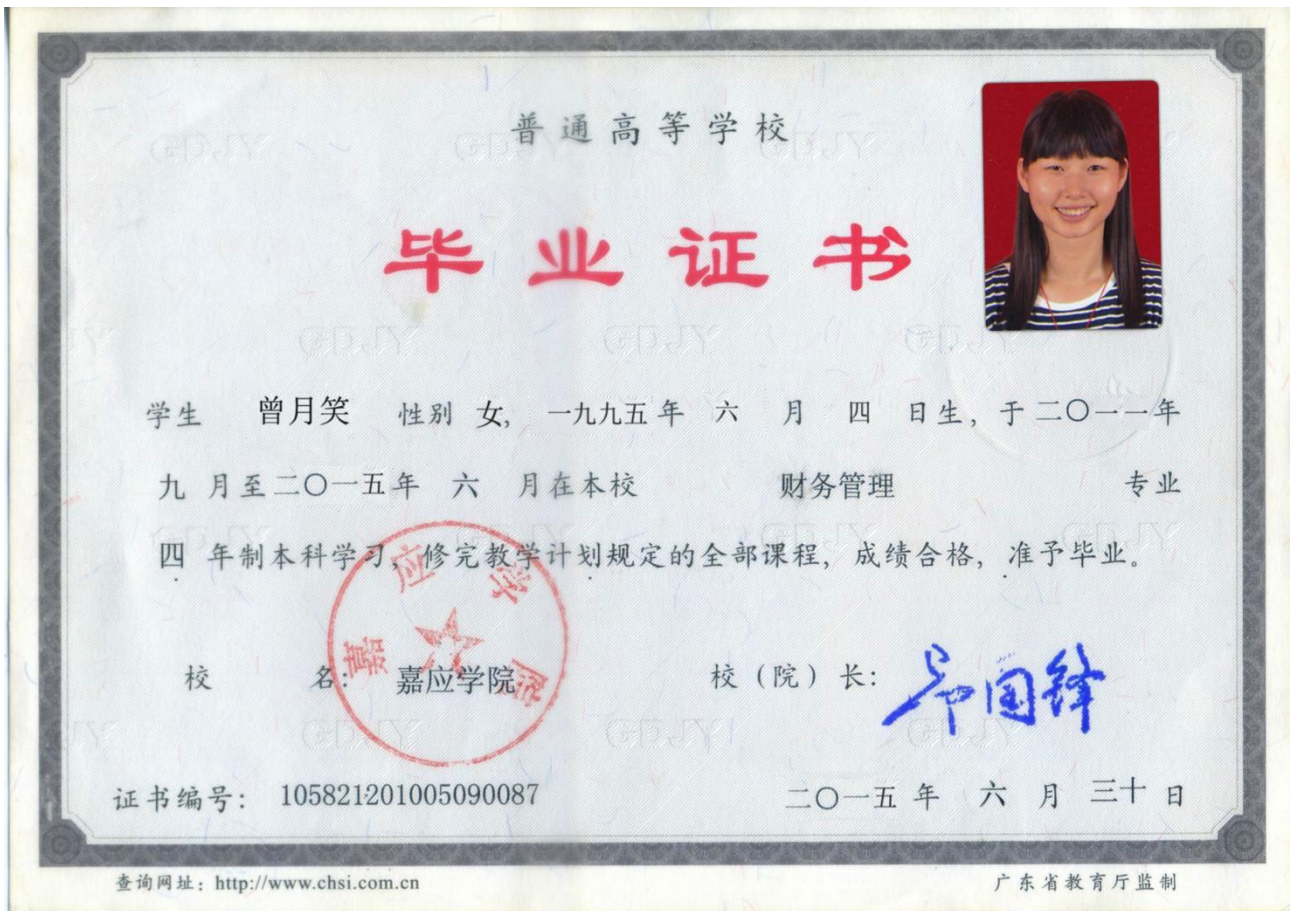 普通高等学校
毕业证书
学生 曾月笑 性别 女, 一九九五年 六 月 四 日生, 于二〇一一年
九 月至二〇一五年 六 月在本校 财务管理 专业
四 年制本科学习, 修完教学计划规定的全部课程, 成绩合格, 准予毕业。
校 名: 嘉应学院
校(院)长:
嘉应学院
证书编号: 105821201005090087
二〇一五 年 六 月 三十 日
查询网址: http://www.chsi.com.cn
广东省教育厅监制
GDJY